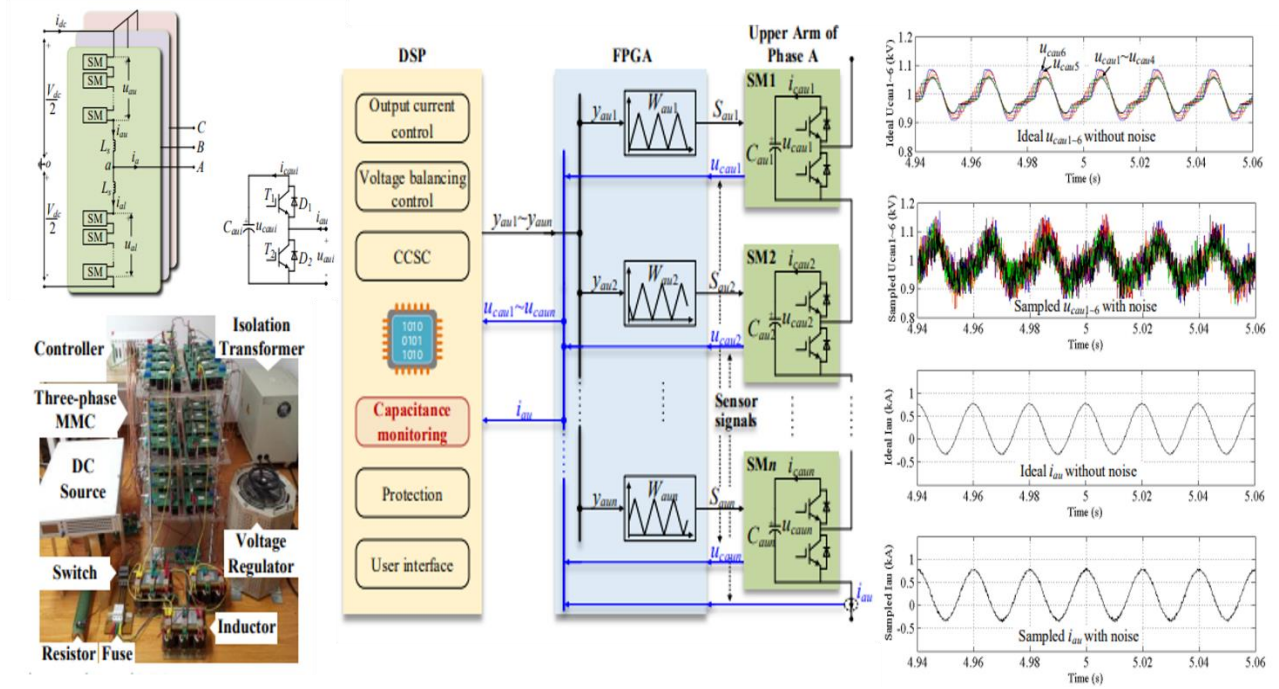 i_dc
SM
SM
SM
V_dc
2
u_au
i_au
L_s
o
a
i_a
C
B
A
L_s
i_al
V_dc
2
SM
SM
SM
u_al
i_caui
T_1
D_1
C_aui
u_caui
i_au
T_2
D_2
u_aui
Controller
Isolation
Transformer
Three-phase
MMC
DC
Source
Switch
Voltage
Regulator
Inductor
Resistor
Fuse
DSP
Output current
control
Voltage balancing
control
CCSC
1010
0101
1010
Capacitance
monitoring
Protection
User interface
y_au1~y_aun
u_cau1~u_caun
i_au
FPGA
y_au1
W_au1
S_au1
u_cau1
y_au2
W_au2
S_au2
u_cau2
Sensor
signals
y_aun
W_aun
S_aun
u_caun
i_au
Upper Arm of
Phase A
SM1
i_cau1
C_au1
u_cau1
SM2
i_cau2
C_au2
u_cau2
SMn
i_caun
C_aun
u_caun
Ideal Ucau1~6 (kV)
1.2
1.1
1
0.9
0.8
u_cau6
u_cau5
u_cau1~u_cau4
Ideal u_cau1~6 without noise
4.94 4.96 4.98 5 5.02 5.04 5.06
Time (s)
Sampled Ucau1~6 (kV)
1.2
1.1
1
0.9
0.8
Sampled u_cau1~6 with noise
4.94 4.96 4.98 5 5.02 5.04 5.06
Time (s)
Ideal Iau (kA)
1
0.5
0
-0.5
Ideal i_au without noise
4.94 4.96 4.98 5 5.02 5.04 5.06
Time (s)
Sampled Iau (kA)
1
0.5
0
-0.5
Sampled i_au with noise
4.94 4.96 4.98 5 5.02 5.04 5.06
Time (s)